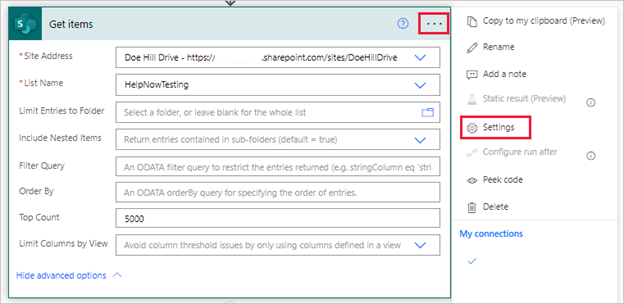 Get items
* Site Address
Doe Hill Drive - https:// .sharepoint.com/sites/DoeHillDrive
* List Name
HelpNowTesting
Limit Entries to Folder
Select a folder, or leave blank for the whole list
Include Nested Items
Return entries contained in sub-folders (default = true)
Filter Query
An ODATA filter query to restrict the entries returned (e.g. stringColumn eq 'stri
Order By
An ODATA orderBy query for specifying the order of entries.
Top Count
5000
Limit Columns by View
Avoid column threshold issues by only using columns defined in a view
Hide advanced options
Copy to my clipboard (Preview)
Rename
Add a note
Static result (Preview)
Settings
Configure run after
Peek code
Delete
My connections